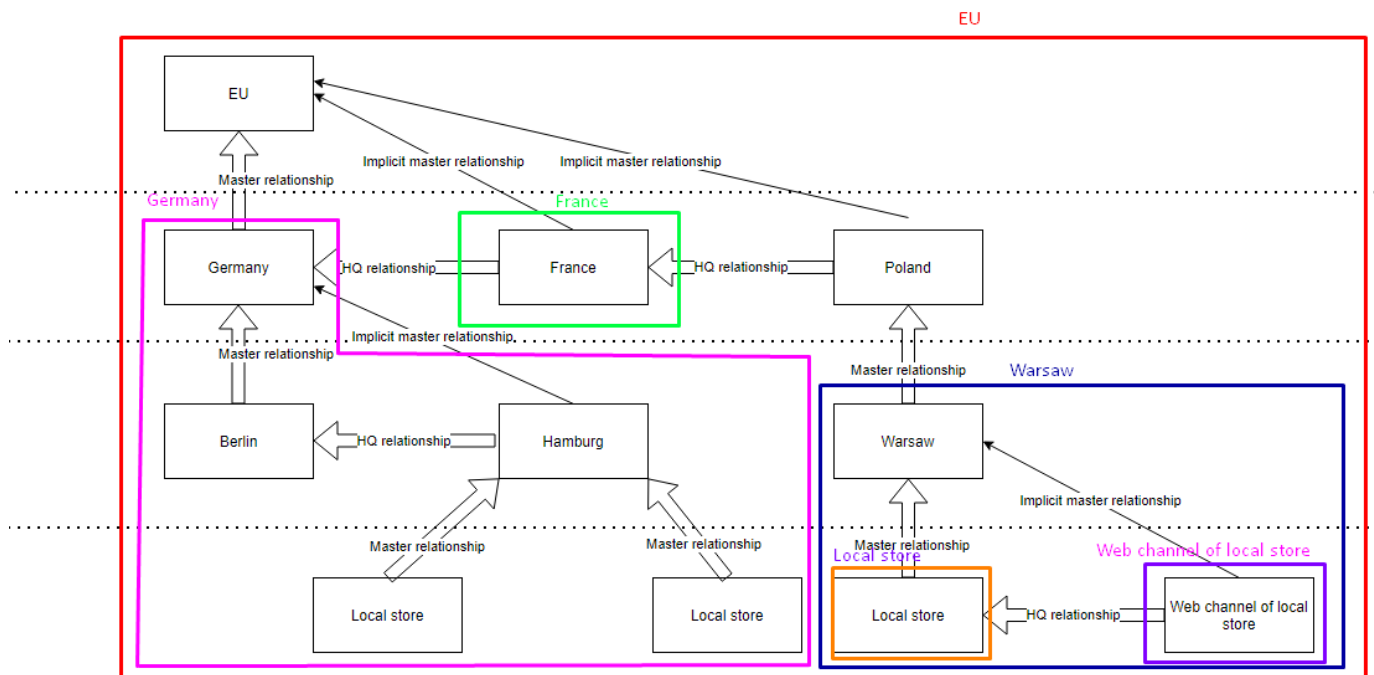 EU
EU
Implicit master relationship
Implicit master relationship
Master relationship
Germany
France
Germany
HQ relationship
France
HQ relationship
Poland
Implicit master relationship
Master relationship
Master relationship
Warsaw
Berlin
HQ relationship
Hamburg
Warsaw
Implicit master relationship
Master relationship
Master relationship
Master relationship
Local store
Web channel of local store
Local store
Local store
Local store
HQ relationship
Web channel of local
store